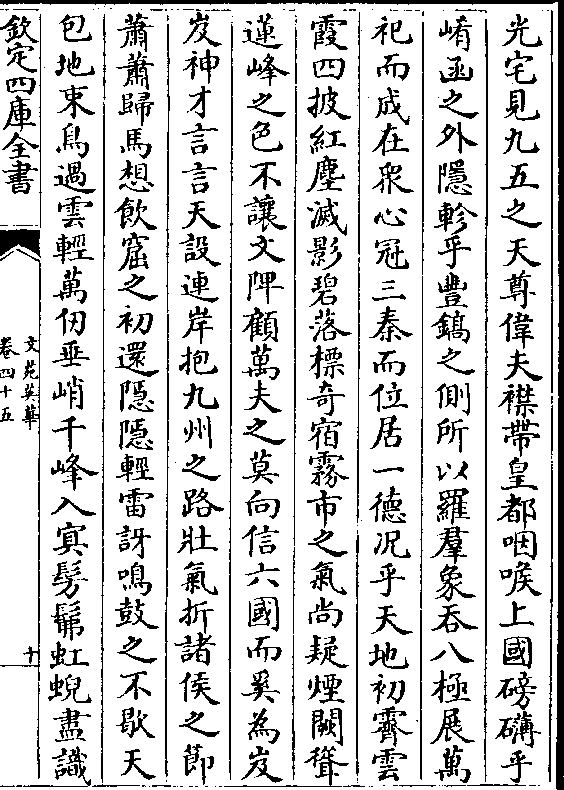 光宅見九五之天尊偉夫襟帶皇都咽喉上國磅礴乎
崤函之外隱軫乎豐鎬之側所以羅羣象吞八極展萬
祀而成在衆心冠三秦而位居一德况乎天地初霽雲
霞四披紅塵滅影碧落標奇宿霧市之氣尚疑煙闕聳
蓮峰之色不讓文陴顧萬夫之莫向信六國而奚為岌
岌神才言言天設連岸抱九州之路壯氣折諸侯之節
蕭蕭歸馬想飲窟之初還隱隱輕雷訝鳴鼓之不歇天
包地束鳥過雲輕萬仞垂峭千峰入寘髣髴虹蜺盡識
欽定四庫全書
文苑英華
卷四十五
十